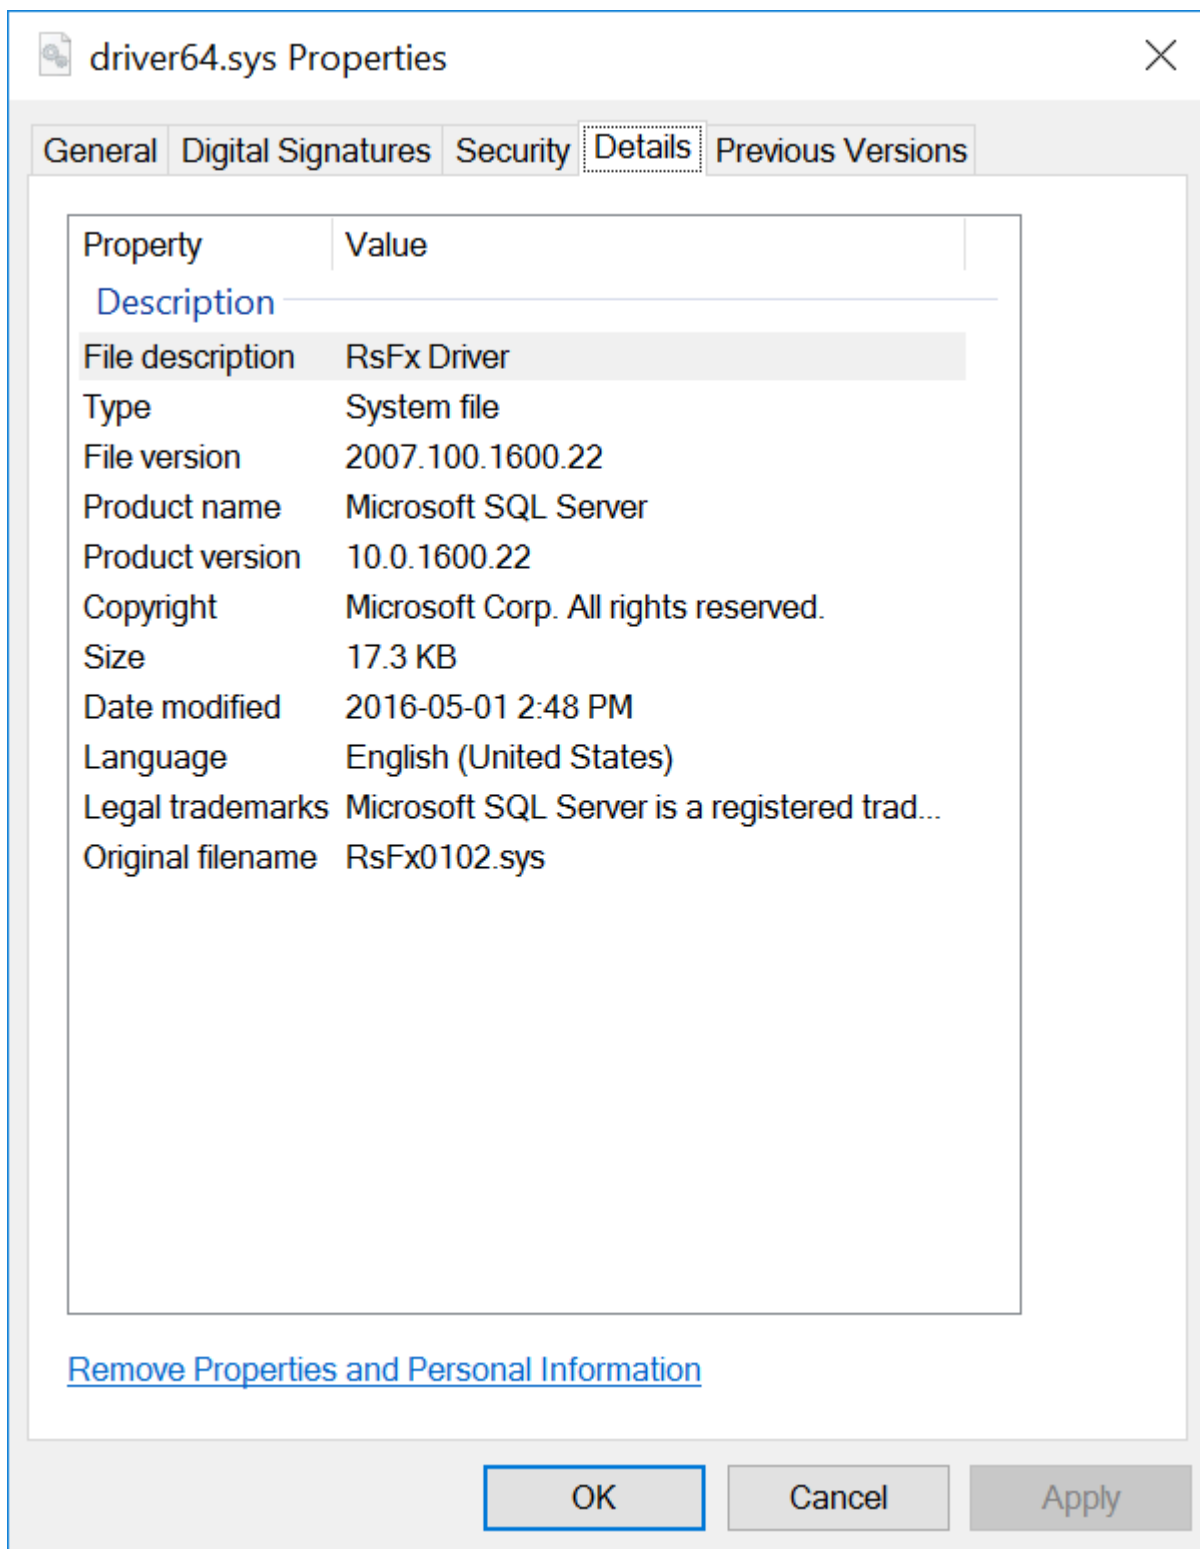 driver64.sys Properties
General Digital Signatures Security Details Previous Versions
Property Value
Description
File description RsFx Driver
Type System file
File version 2007.100.1600.22
Product name Microsoft SQL Server
Product version 10.0.1600.22
Copyright Microsoft Corp. All rights reserved.
Size 17.3 KB
Date modified 2016-05-01 2:48 PM
Language English (United States)
Legal trademarks Microsoft SQL Server is a registered trad...
Original filename RsFx0102.sys
Remove Properties and Personal Information
OK Cancel Apply